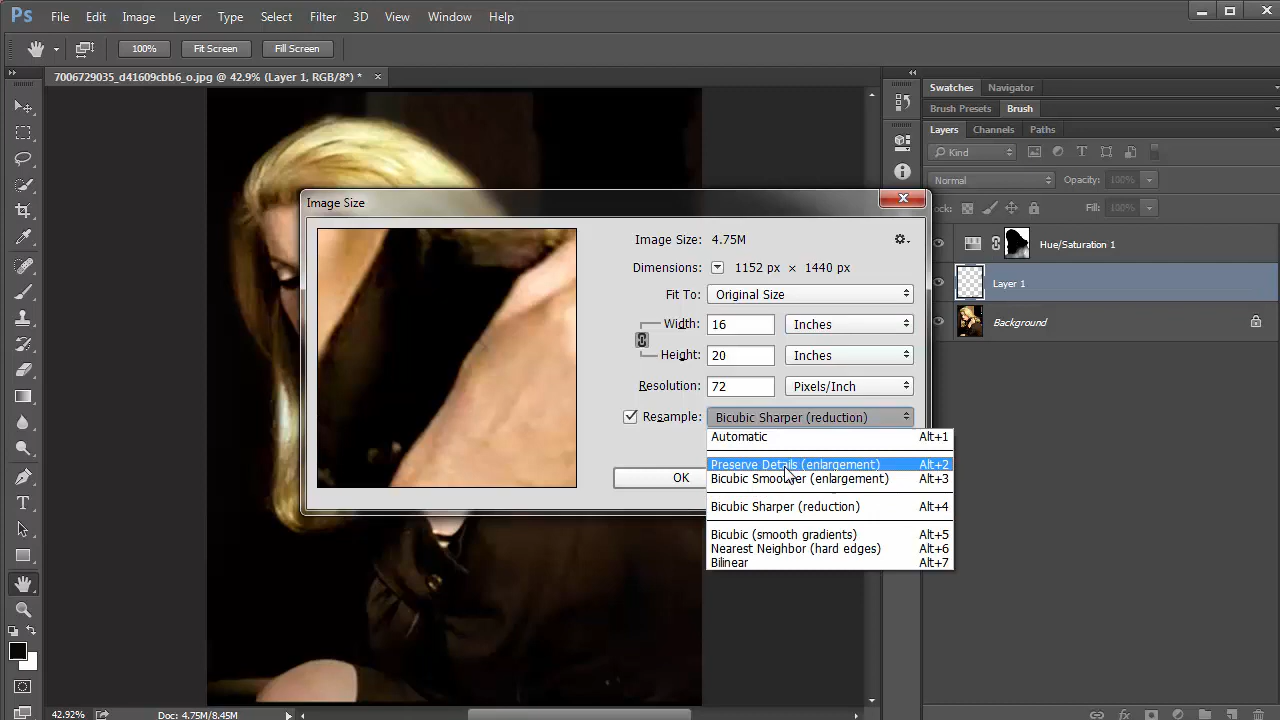 Ps File Edit Image Layer Type Select Filter 3D View Window Help
100% Fit Screen Fill Screen
7006729035_d41609cbb6_o.jpg @ 42.9% (Layer 1, RGB/8*) * ×
Swatches Navigator
Brush Presets Brush
Layers Channels Paths
Kind
Normal Opacity: 100%
Fill: 100%
Hue/Saturation 1
Layer 1
Background
Image Size
Image Size: 4.75M
Dimensions: 1152 px × 1440 px
Fit To: Original Size
Width: 16 Inches
Height: 20 Inches
Resolution: 72 Pixels/Inch
Resample: Bicubic Sharper (reduction)
Automatic Alt+1
Preserve Details (enlargement) Alt+2
Bicubic Smoother (enlargement) Alt+3
Bicubic Sharper (reduction) Alt+4
Bicubic (smooth gradients) Alt+5
Nearest Neighbor (hard edges) Alt+6
Bilinear Alt+7
OK
42.92% Doc: 4.75M/8.45M